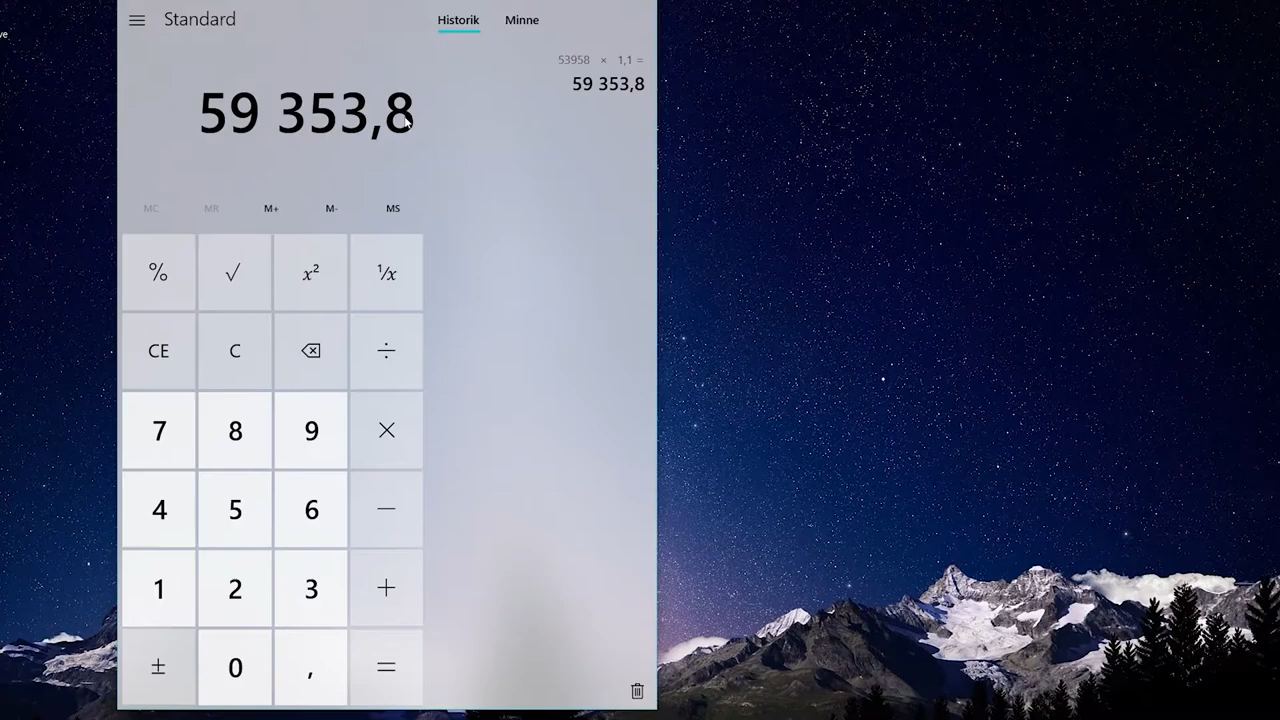 ve
Standard
Historik Minne
53958 × 1,1 =
59 353,8
59 353,8
MC MR M+ M- MS
% √ x² ¹/x
CE C ÷
7 8 9 ×
4 5 6 −
1 2 3 +
± 0 , =